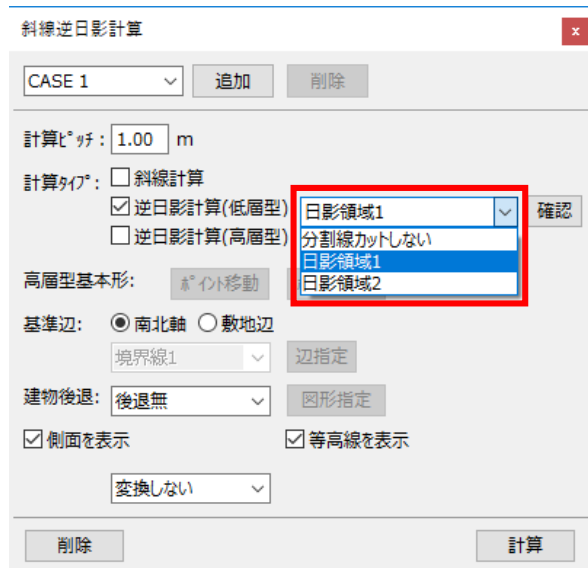 斜線逆日影計算
x
CASE 1 追加 削除
計算ﾋﾟｯﾁ： 1.00 m
計算ﾀｲﾌﾟ： 斜線計算
逆日影計算(低層型) 日影領域1 確認
逆日影計算(高層型) 分割線カットしない
日影領域1
日影領域2
高層型基本形： ﾎﾟｲﾝﾄ移動
基準辺： 南北軸 敷地辺
境界線1 辺指定
建物後退： 後退無 図形指定
側面を表示 等高線を表示
変換しない
削除 計算